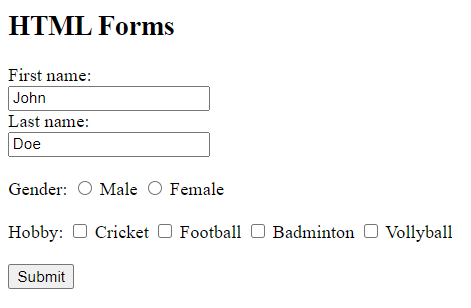 HTML Forms
First name:
John
Last name:
Doe
Gender: Male Female
Hobby: Cricket Football Badminton Vollyball
Submit